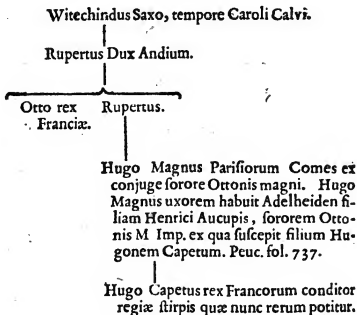 Witechindus Saxo, tempore Caroli Calvi.
Rupertus Dux Andium.
Otto rex Rupertus.
Franciæ.
Hugo Magnus Parisiorum Comes ex
conjuge sorore Ottonis magni. Hugo
Magnus uxorem habuit Adelheiden fi-
liam Henrici Aucupis, sororem Otto-
nis M Imp. ex qua suscepit filium Hu-
gonem Capetum. Peuc. fol. 737.
Hugo Capetus rex Francorum conditor
regiæ stirpis quæ nunc rerum potitur.